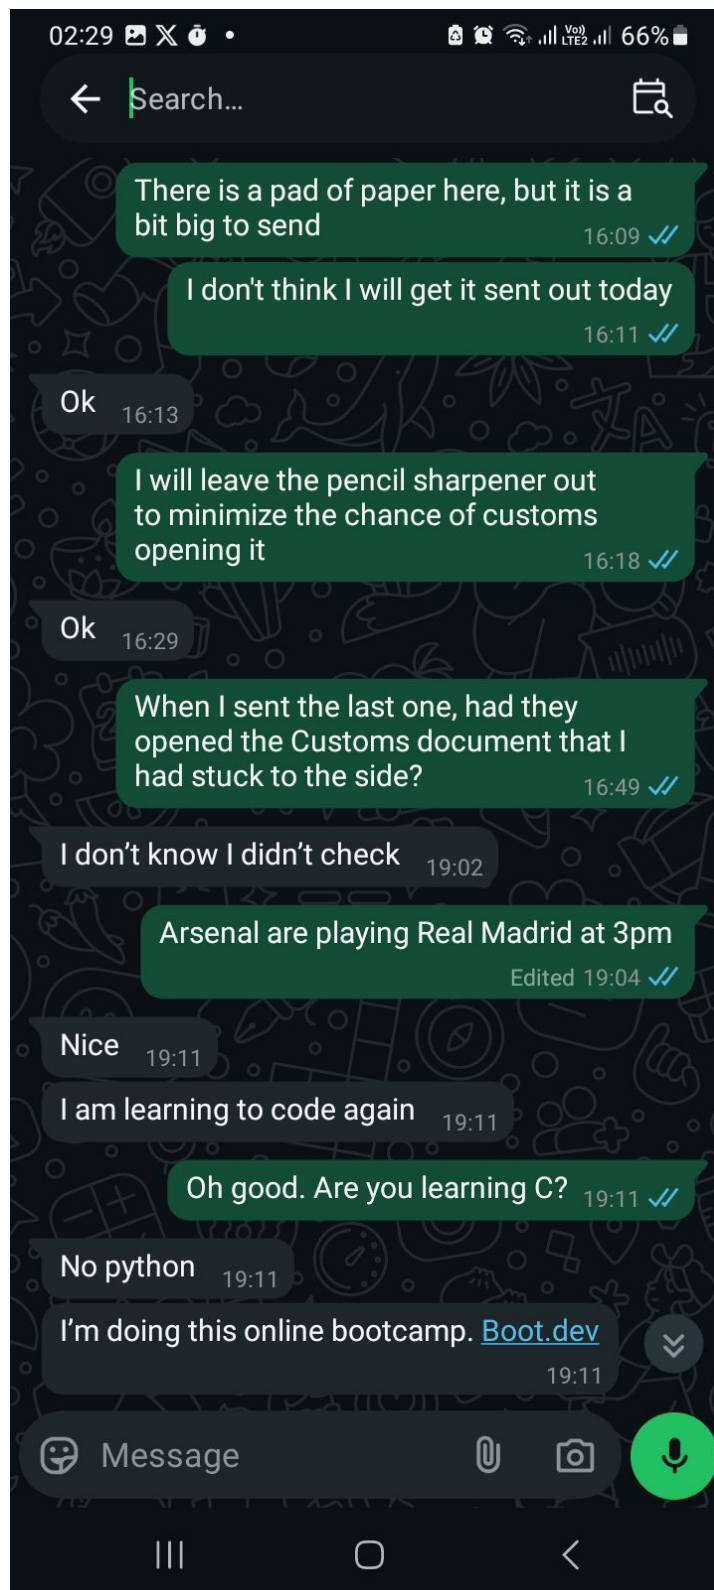 02:29
Vo))
LTE2
66%
Search...
There is a pad of paper here, but it is a
bit big to send
16:09
I don't think I will get it sent out today
16:11
Ok 16:13
I will leave the pencil sharpener out
to minimize the chance of customs
opening it
16:18
Ok 16:29
When I sent the last one, had they
opened the Customs document that I
had stuck to the side?
16:49
I don’t know I didn’t check 19:02
Arsenal are playing Real Madrid at 3pm
Edited 19:04
Nice 19:11
I am learning to code again 19:11
Oh good. Are you learning C? 19:11
No python 19:11
I’m doing this online bootcamp. Boot.dev
19:11
Message